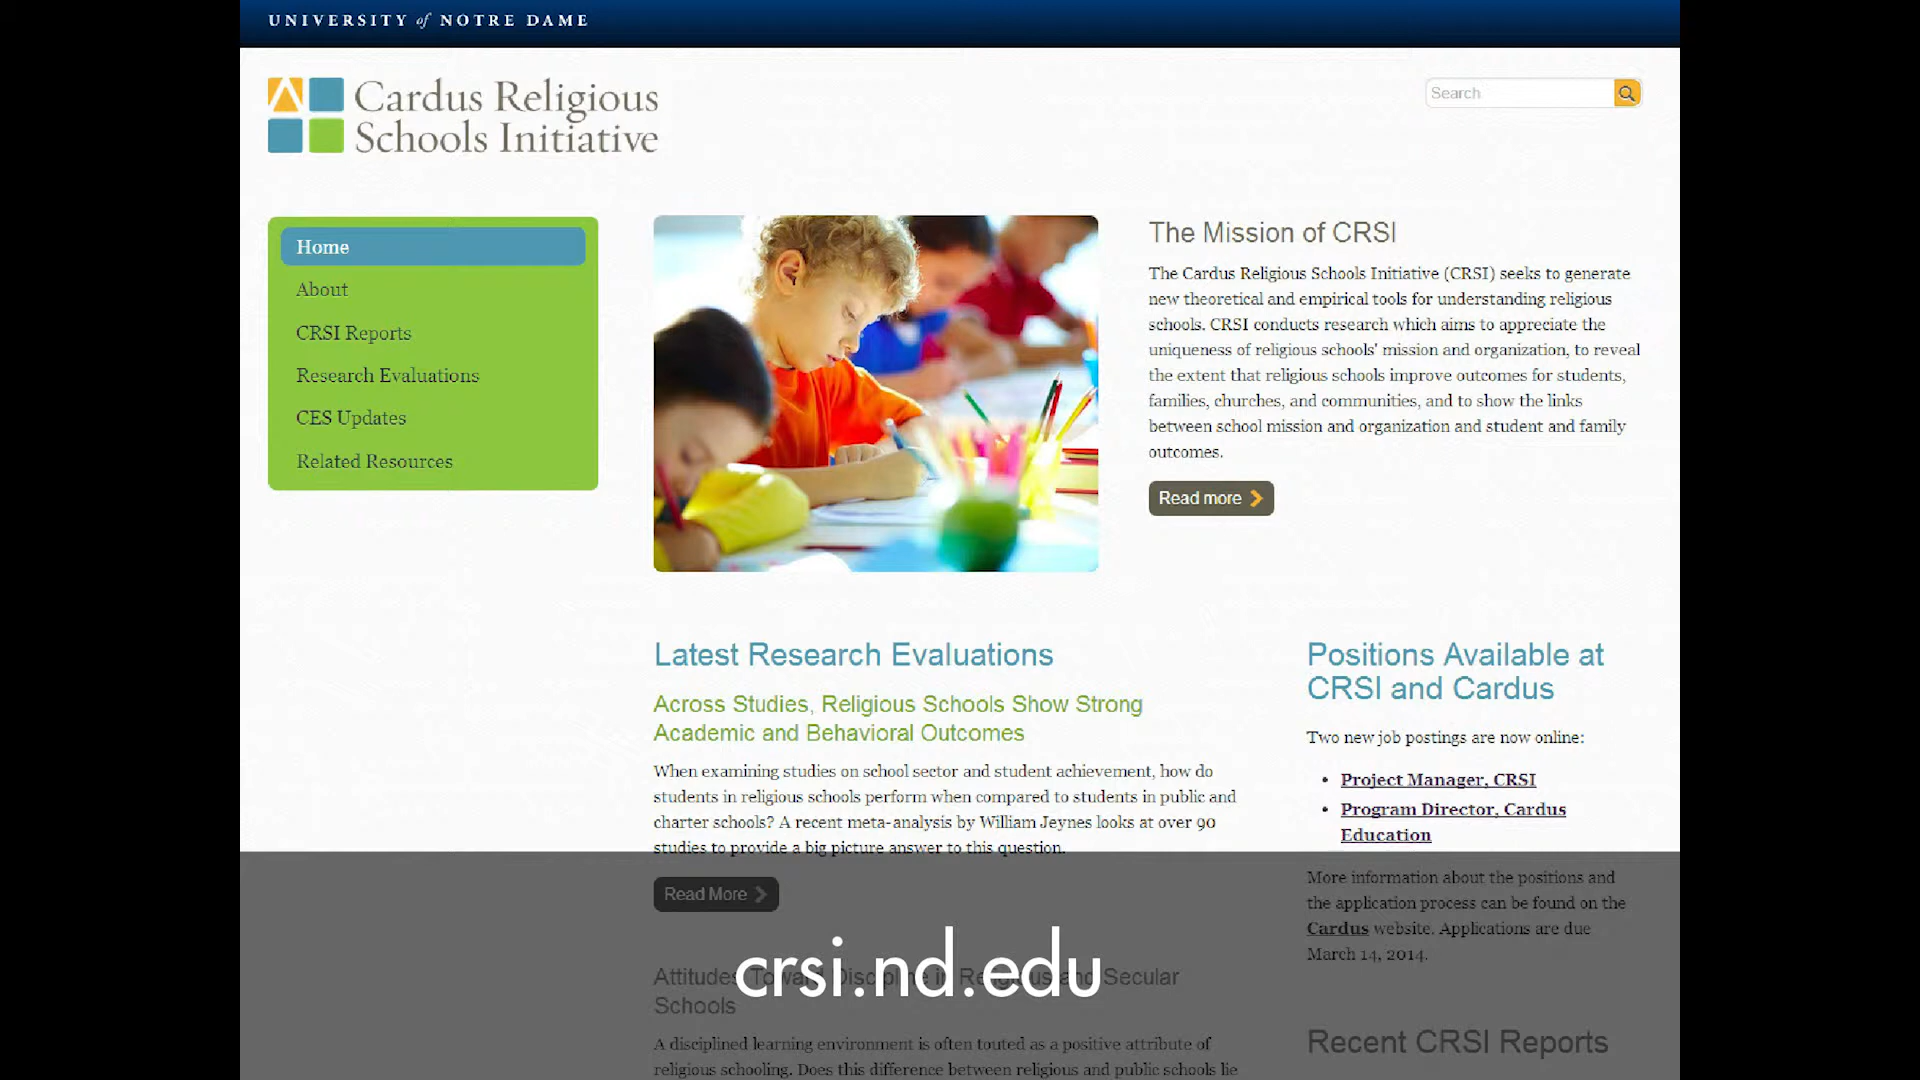 UNIVERSITY of NOTRE DAME
Cardus Religious
Schools Initiative
Search
Home
About
CRSI Reports
Research Evaluations
CES Updates
Related Resources
The Mission of CRSI
The Cardus Religious Schools Initiative (CRSI) seeks to generate
new theoretical and empirical tools for understanding religious
schools. CRSI conducts research which aims to appreciate the
uniqueness of religious schools' mission and organization, to reveal
the extent that religious schools improve outcomes for students,
families, churches, and communities, and to show the links
between school mission and organization and student and family
outcomes.
Read more
Latest Research Evaluations
Across Studies, Religious Schools Show Strong
Academic and Behavioral Outcomes
When examining studies on school sector and student achievement, how do
students in religious schools perform when compared to students in public and
charter schools? A recent meta-analysis by William Jeynes looks at over 90
studies to provide a big picture answer to this question.
Read More
Attitudes Toward Discipline in Religious and Secular
Schools
A disciplined learning environment is often touted as a positive attribute of
religious schooling. Does this difference between religious and public schools lie
Positions Available at
CRSI and Cardus
Two new job postings are now online:
• Project Manager, CRSI
• Program Director, Cardus
Education
More information about the positions and
the application process can be found on the
Cardus website. Applications are due
March 14, 2014.
Recent CRSI Reports
crsi.nd.edu